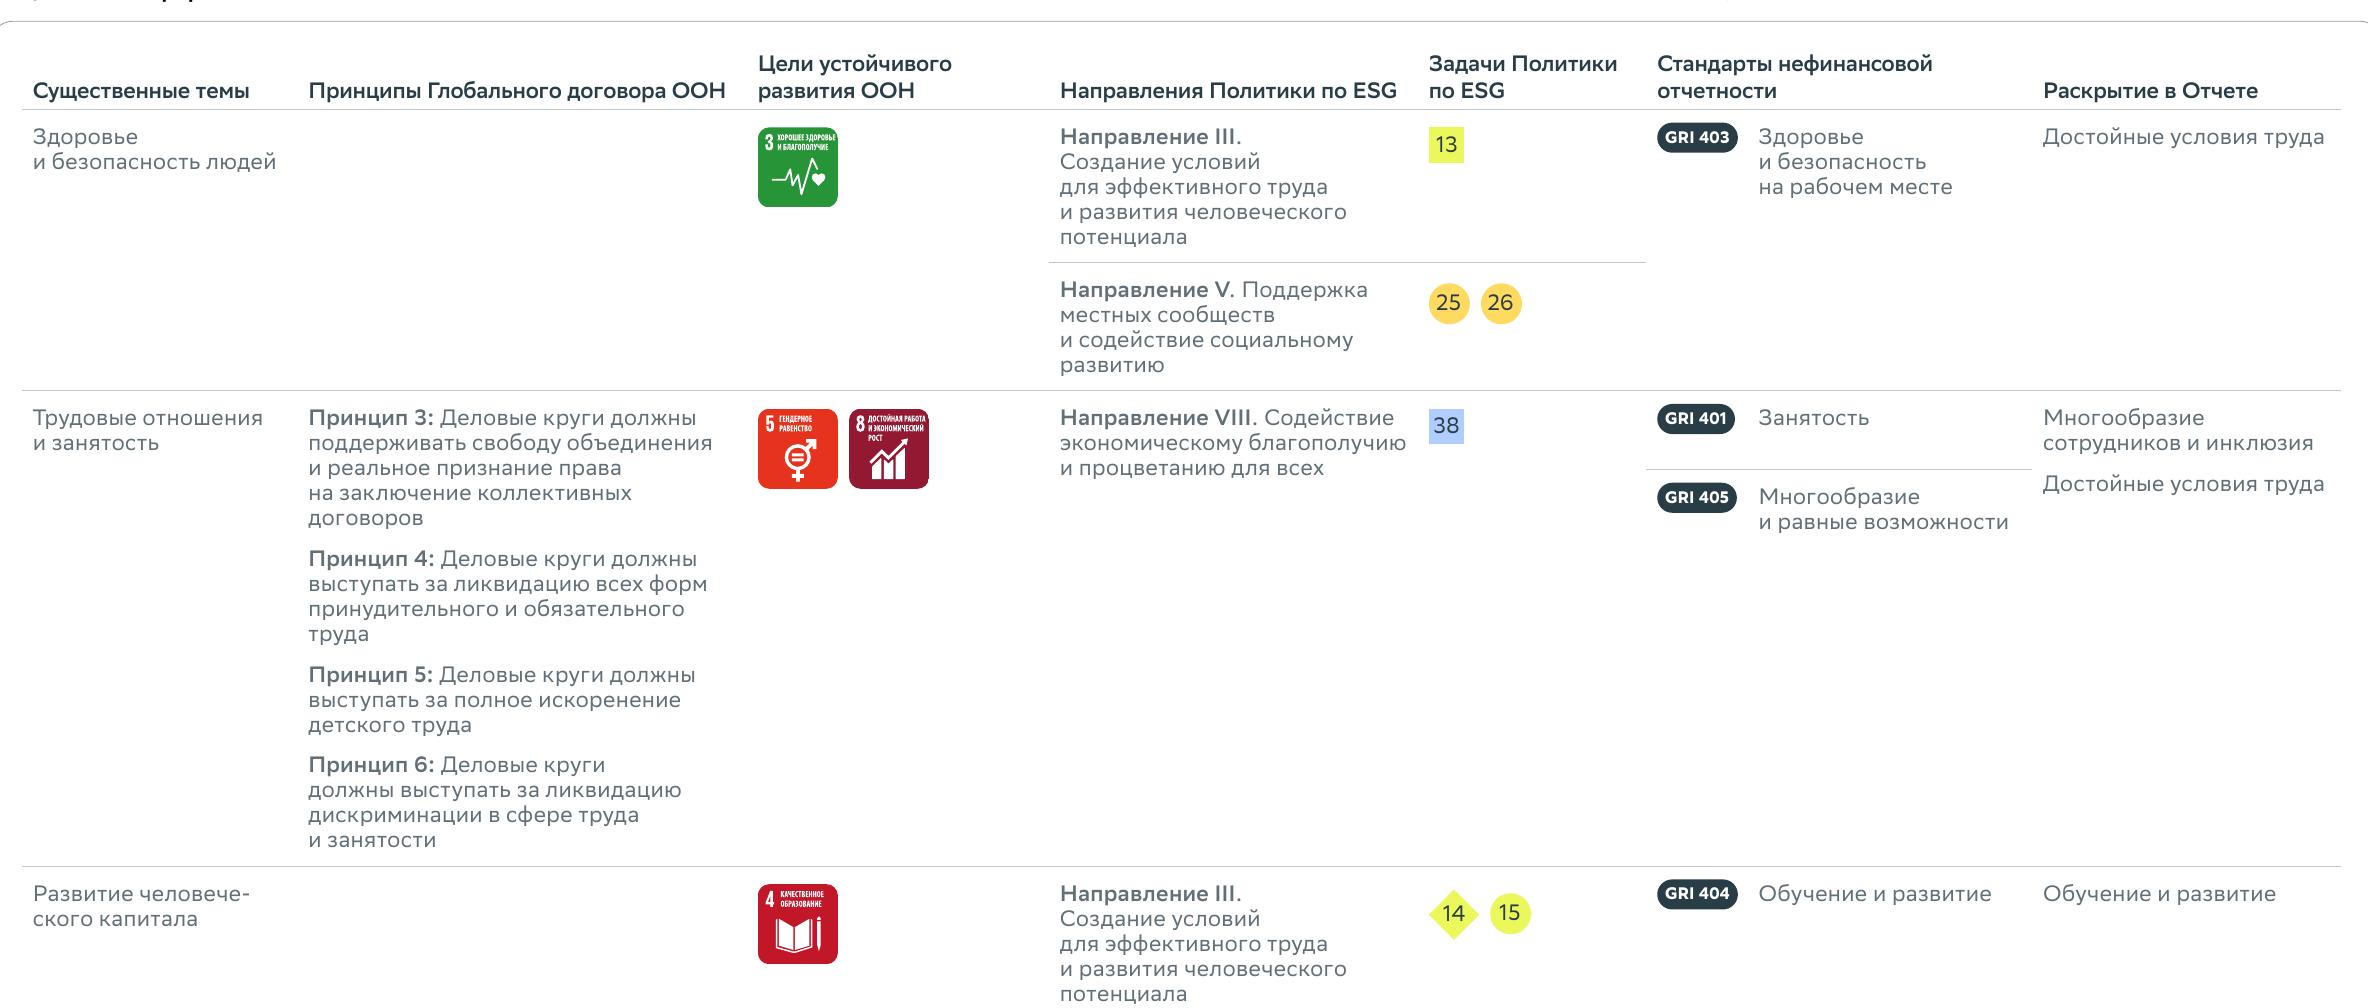 Цели устойчивого
Задачи Политики
Стандарты нефинансовой
Существенные темы
Принципы Глобального договора ООН
развития ООН
Направления Политики по ESG
по ESG
отчетности
Раскрытие в Отчете
Здоровье
и безопасность людей
3 ХОРОШЕЕ ЗДОРОВЬЕ
И БЛАГОПОЛУЧИЕ
Направление III.
Создание условий
для эффективного труда
и развития человеческого
потенциала
13
GRI 403
Здоровье
и безопасность
на рабочем месте
Достойные условия труда
Направление V. Поддержка
местных сообществ
и содействие социальному
развитию
25 26
Трудовые отношения
и занятость
Принцип 3: Деловые круги должны
поддерживать свободу объединения
и реальное признание права
на заключение коллективных
договоров
Принцип 4: Деловые круги должны
выступать за ликвидацию всех форм
принудительного и обязательного
труда
Принцип 5: Деловые круги должны
выступать за полное искоренение
детского труда
Принцип 6: Деловые круги
должны выступать за ликвидацию
дискриминации в сфере труда
и занятости
5 ГЕНДЕРНОЕ
РАВЕНСТВО
8 ДОСТОЙНАЯ РАБОТА
И ЭКОНОМИЧЕСКИЙ
РОСТ
Направление VIII. Содействие
экономическому благополучию
и процветанию для всех
38
GRI 401
Занятость
GRI 405
Многообразие
и равные возможности
Многообразие
сотрудников и инклюзия
Достойные условия труда
Развитие человече-
ского капитала
4 КАЧЕСТВЕННОЕ
ОБРАЗОВАНИЕ
Направление III.
Создание условий
для эффективного труда
и развития человеческого
потенциала
14 15
GRI 404
Обучение и развитие
Обучение и развитие